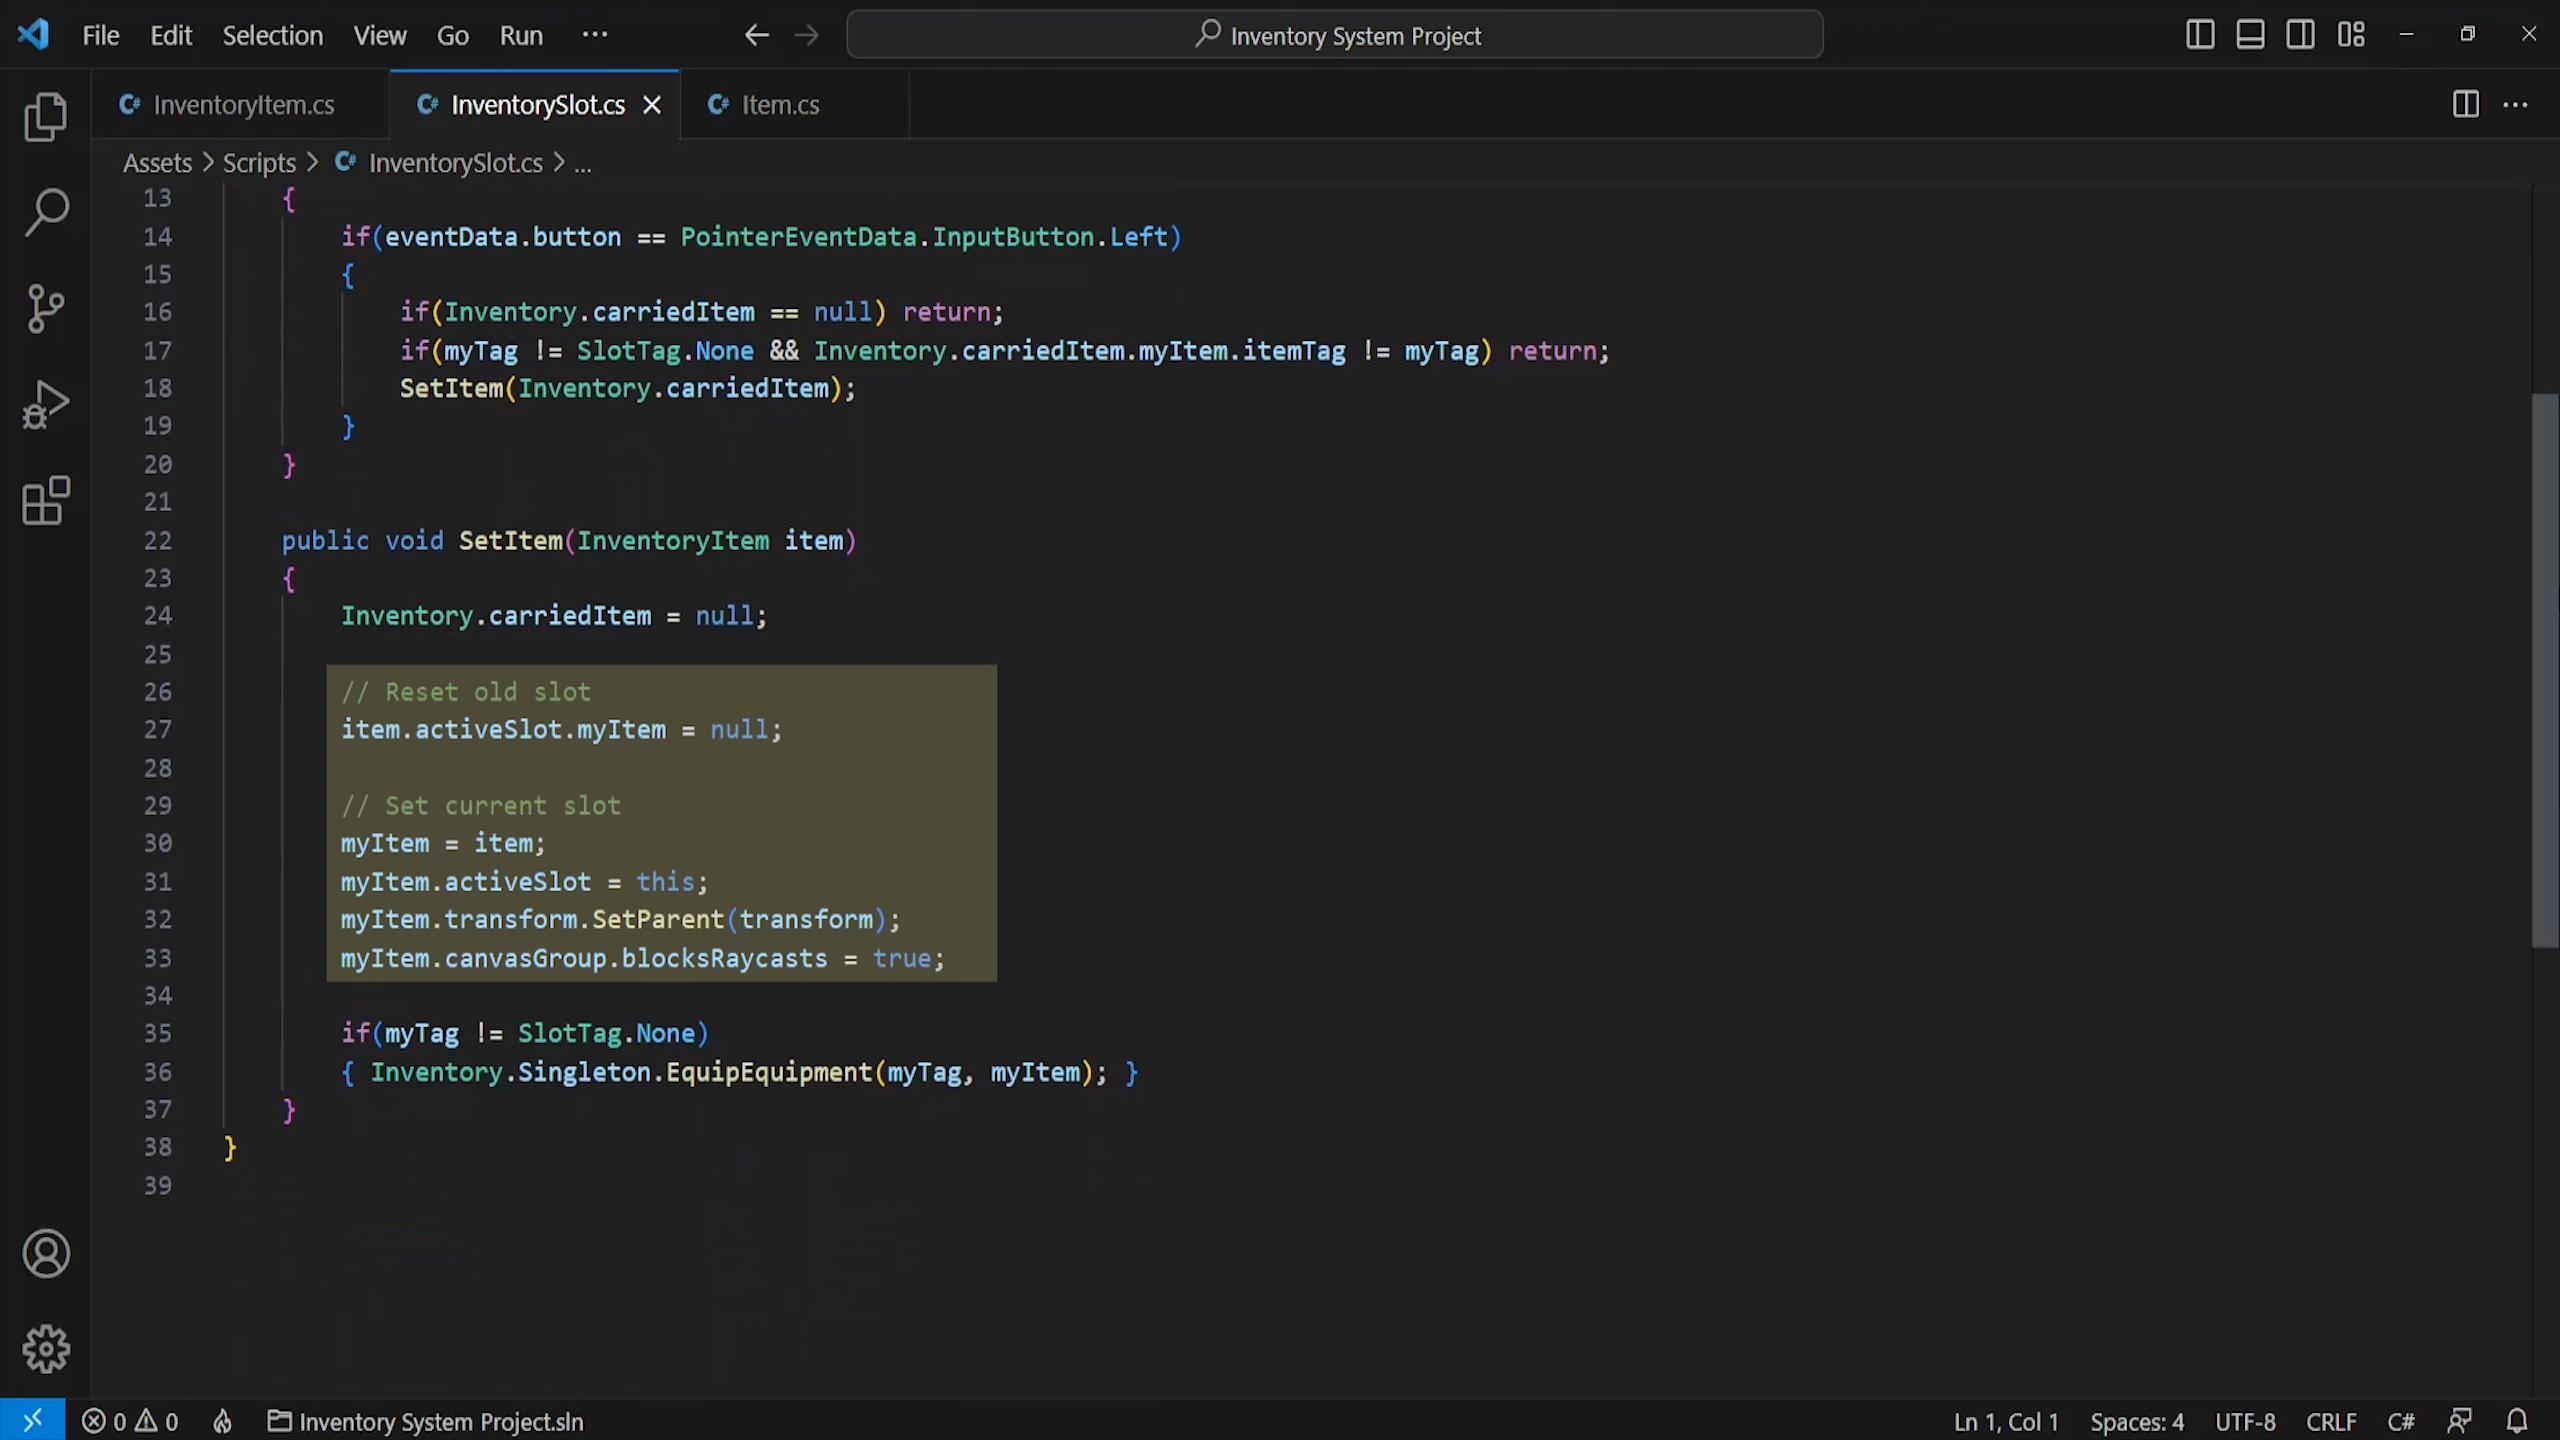 File Edit Selection View Go Run ···
Inventory System Project
InventoryItem.cs
InventorySlot.cs
Item.cs
Assets > Scripts > InventorySlot.cs > ...
13 {
14 if(eventData.button == PointerEventData.InputButton.Left)
15 {
16 if(Inventory.carriedItem == null) return;
17 if(myTag != SlotTag.None && Inventory.carriedItem.myItem.itemTag != myTag) return;
18 SetItem(Inventory.carriedItem);
19 }
20 }
21
22 public void SetItem(InventoryItem item)
23 {
24 Inventory.carriedItem = null;
25
26 // Reset old slot
27 item.activeSlot.myItem = null;
28
29 // Set current slot
30 myItem = item;
31 myItem.activeSlot = this;
32 myItem.transform.SetParent(transform);
33 myItem.canvasGroup.blocksRaycasts = true;
34
35 if(myTag != SlotTag.None)
36 { Inventory.Singleton.EquipEquipment(myTag, myItem); }
37 }
38 }
39
0 0 Inventory System Project.sln Ln 1, Col 1 Spaces: 4 UTF-8 CRLF C#